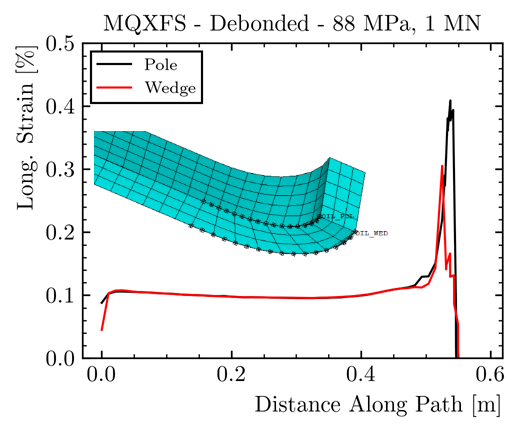 MQXFS - Debonded - 88 MPa, 1 MN
Long. Strain [%]
0.5
0.4
0.3
0.2
0.1
0.0
Pole
Wedge
COIL_WED
0.0
0.2
0.4
0.6
Distance Along Path [m]